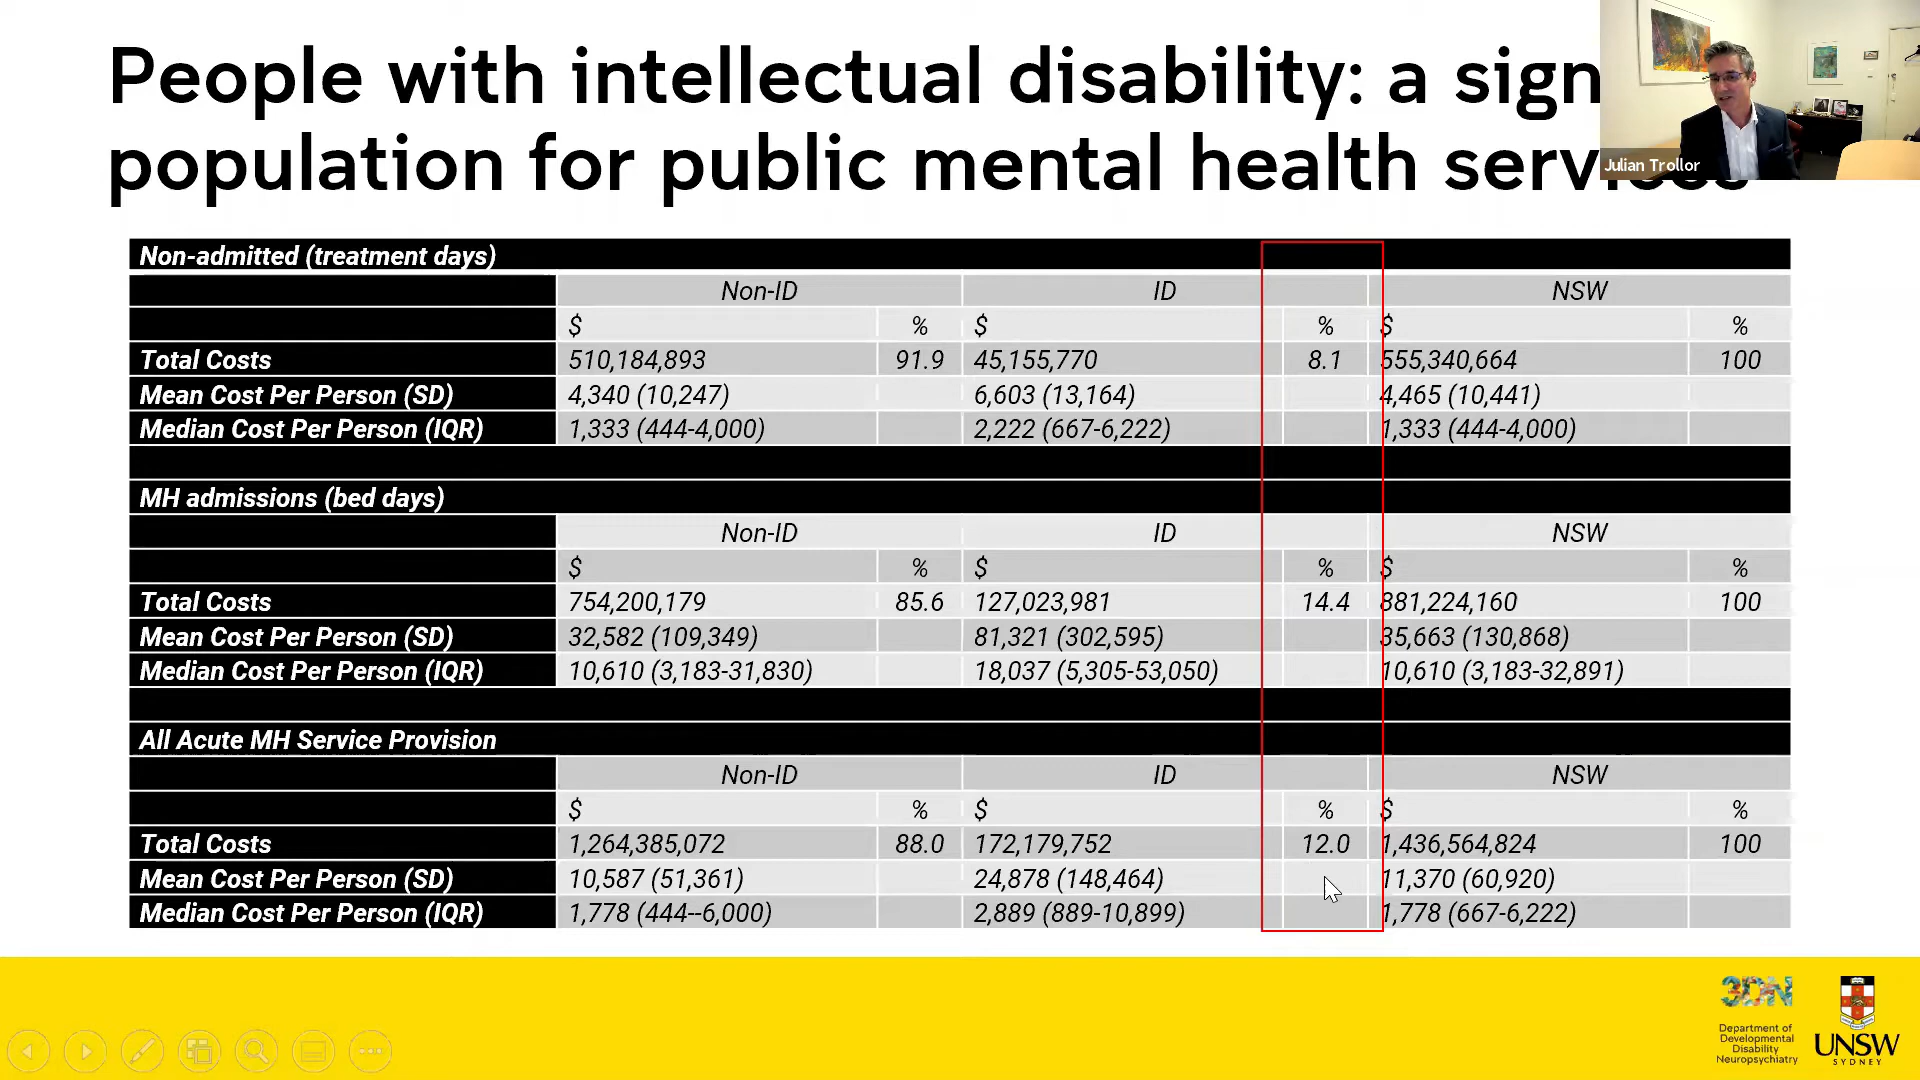 People with intellectual disability: a sign
population for public mental health services
Julian Trollor
Non-admitted (treatment days)
Non-ID ID NSW
$ % $ % $ %
Total Costs 510,184,893 91.9 45,155,770 8.1 555,340,664 100
Mean Cost Per Person (SD) 4,340 (10,247) 6,603 (13,164) 4,465 (10,441)
Median Cost Per Person (IQR) 1,333 (444-4,000) 2,222 (667-6,222) 1,333 (444-4,000)
MH admissions (bed days)
Non-ID ID NSW
$ % $ % $ %
Total Costs 754,200,179 85.6 127,023,981 14.4 881,224,160 100
Mean Cost Per Person (SD) 32,582 (109,349) 81,321 (302,595) 35,663 (130,868)
Median Cost Per Person (IQR) 10,610 (3,183-31,830) 18,037 (5,305-53,050) 10,610 (3,183-32,891)
All Acute MH Service Provision
Non-ID ID NSW
$ % $ % $ %
Total Costs 1,264,385,072 88.0 172,179,752 12.0 1,436,564,824 100
Mean Cost Per Person (SD) 10,587 (51,361) 24,878 (148,464) 11,370 (60,920)
Median Cost Per Person (IQR) 1,778 (444--6,000) 2,889 (889-10,899) 1,778 (667-6,222)
3DN
Department of
Developmental
Disability
Neuropsychiatry
UNSW
SYDNEY